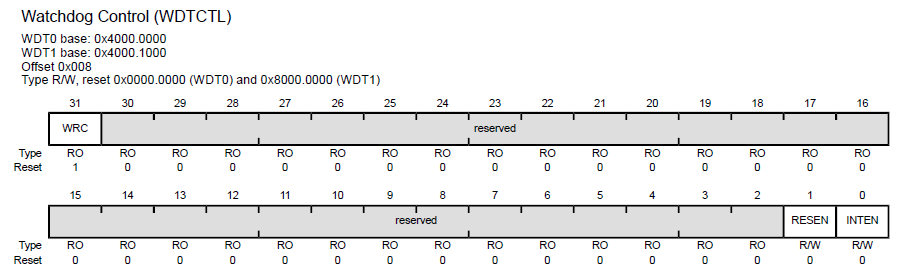 Watchdog Control (WDTCTL)
WDT0 base: 0x4000.0000
WDT1 base: 0x4000.1000
Offset 0x008
Type R/W, reset 0x0000.0000 (WDT0) and 0x8000.0000 (WDT1)
31 30 29 28 27 26 25 24 23 22 21 20 19 18 17 16
WRC reserved
Type RO RO RO RO RO RO RO RO RO RO RO RO RO RO RO RO
Reset 1 0 0 0 0 0 0 0 0 0 0 0 0 0 0 0
15 14 13 12 11 10 9 8 7 6 5 4 3 2 1 0
reserved RESEN INTEN
Type RO RO RO RO RO RO RO RO RO RO RO RO RO RO R/W R/W
Reset 0 0 0 0 0 0 0 0 0 0 0 0 0 0 0 0